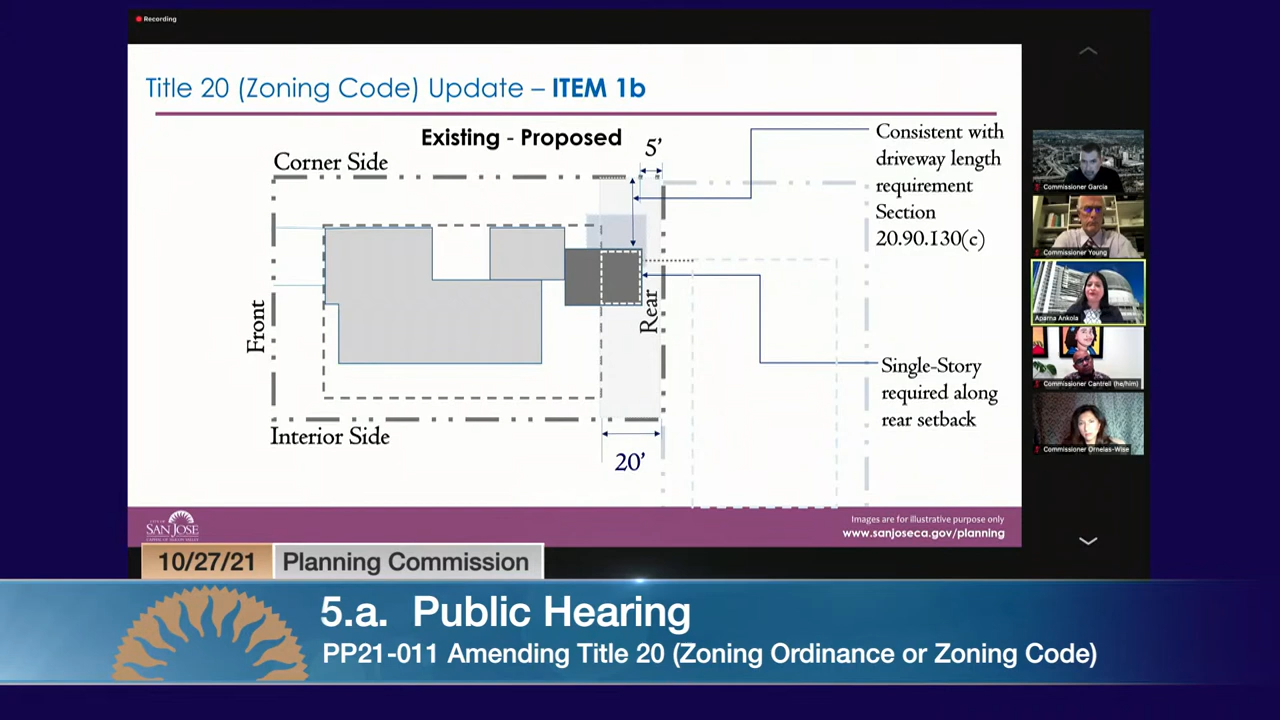 Recording
Title 20 (Zoning Code) Update – ITEM 1b
Existing - Proposed
Corner Side
5’
Consistent with
driveway length
requirement
Section
20.90.130(c)
Front
Rear
Single-Story
required along
rear setback
Interior Side
20’
CITY OF
SAN JOSE
CAPITAL OF SILICON VALLEY
Images are for illustrative purpose only
www.sanjoseca.gov/planning
Commissioner Garcia
Commissioner Young
Aparna Ankola
Commissioner Cantrell (he/him)
Commissioner Ornelas-Wise
10/27/21
Planning Commission
5.a. Public Hearing
PP21-011 Amending Title 20 (Zoning Ordinance or Zoning Code)